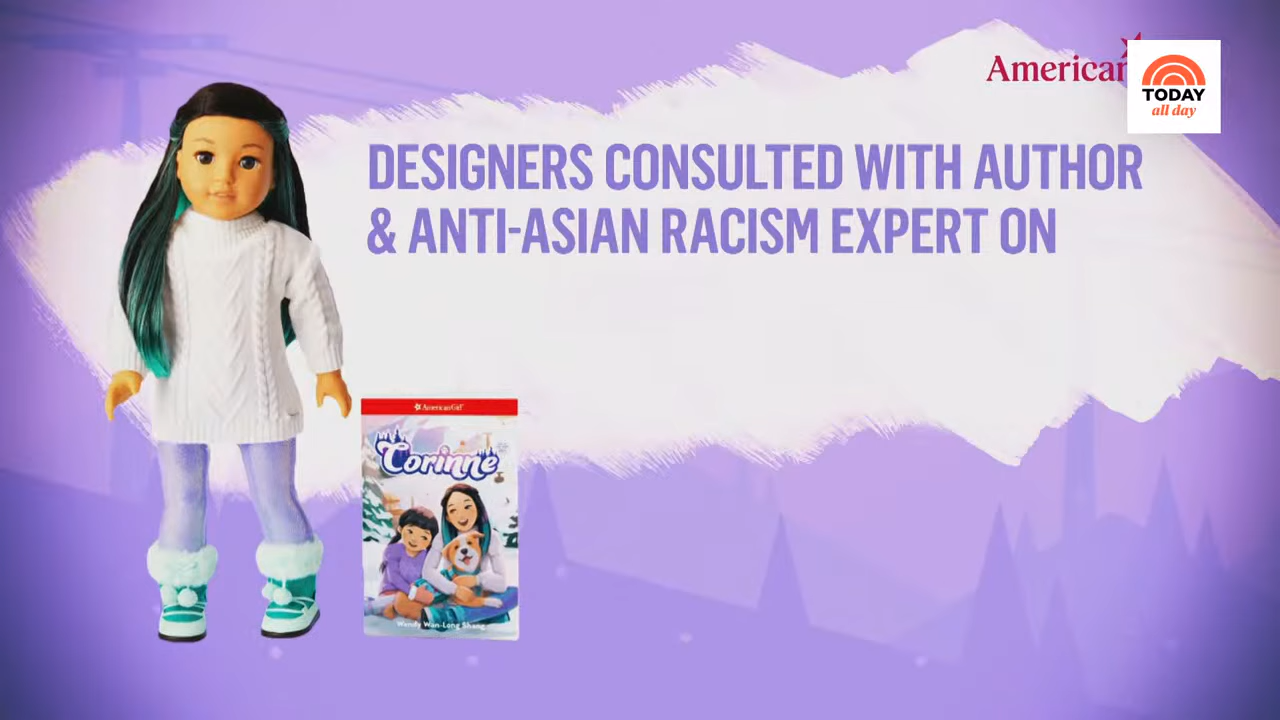 American
TODAY
all day
DESIGNERS CONSULTED WITH AUTHOR
& ANTI-ASIAN RACISM EXPERT ON
American Girl
Corinne
Wendy Wan-Long Shang